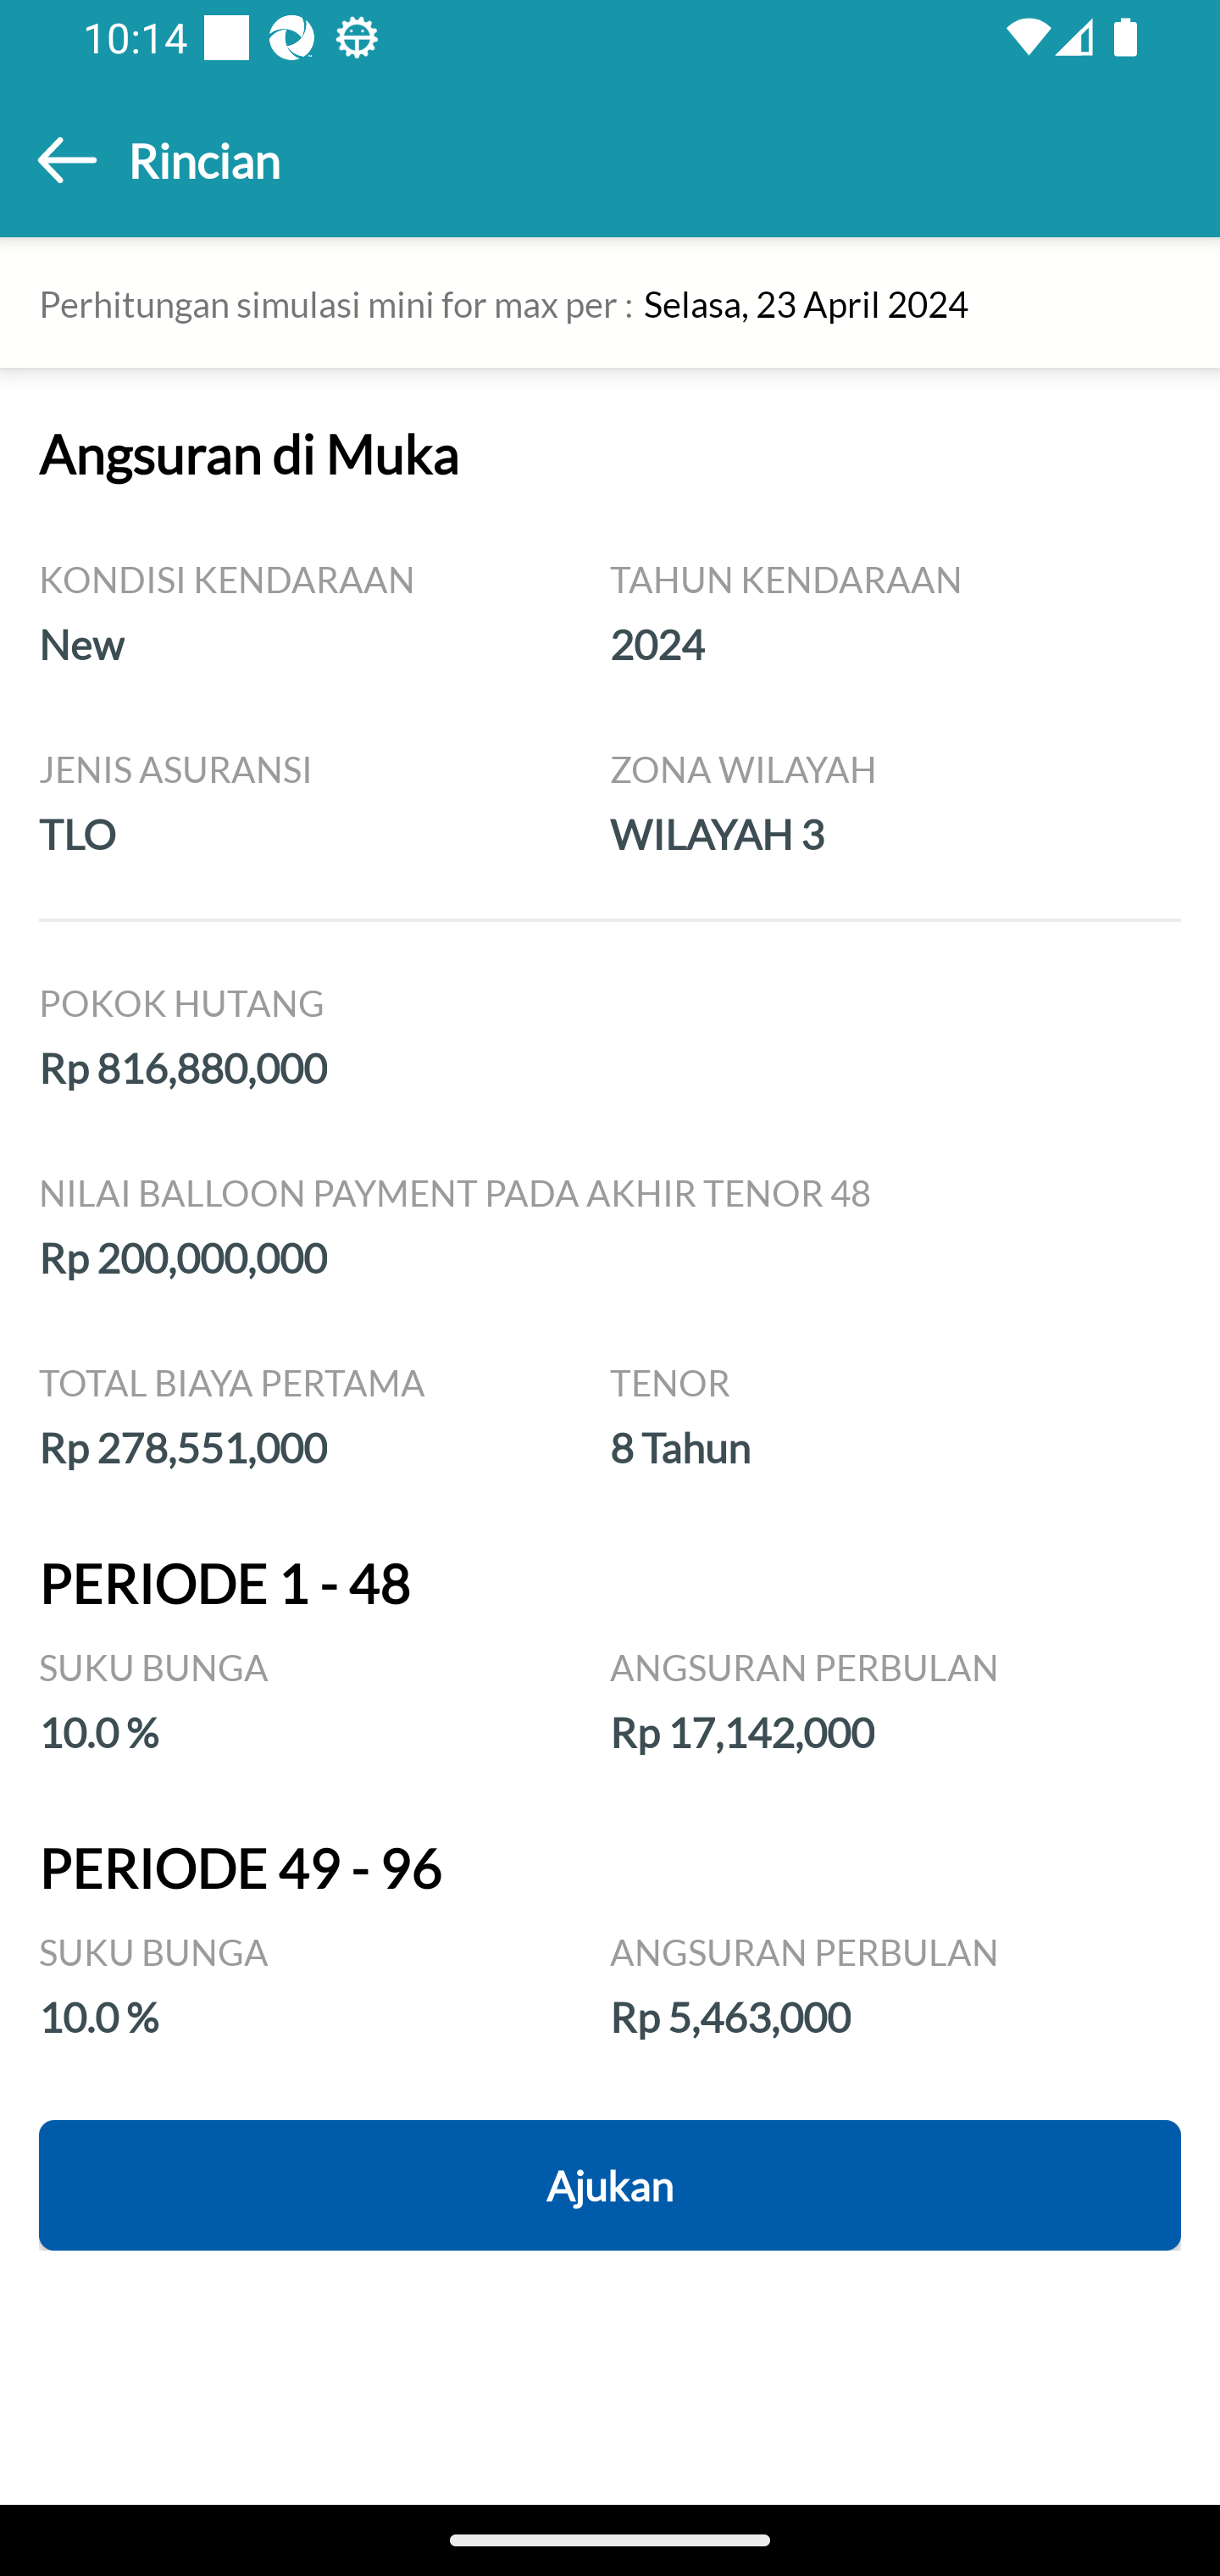 10:14
Rincian
Perhitungan simulasi mini for max per : Selasa, 23 April 2024
Angsuran di Muka
KONDISI KENDARAAN TAHUN KENDARAAN
New 2024
JENIS ASURANSI ZONA WILAYAH
TLO WILAYAH 3
POKOK HUTANG
Rp 816,880,000
NILAI BALLOON PAYMENT PADA AKHIR TENOR 48
Rp 200,000,000
TOTAL BIAYA PERTAMA TENOR
Rp 278,551,000 8 Tahun
PERIODE 1 - 48
SUKU BUNGA ANGSURAN PERBULAN
10.0 % Rp 17,142,000
PERIODE 49 - 96
SUKU BUNGA ANGSURAN PERBULAN
10.0 % Rp 5,463,000
Ajukan